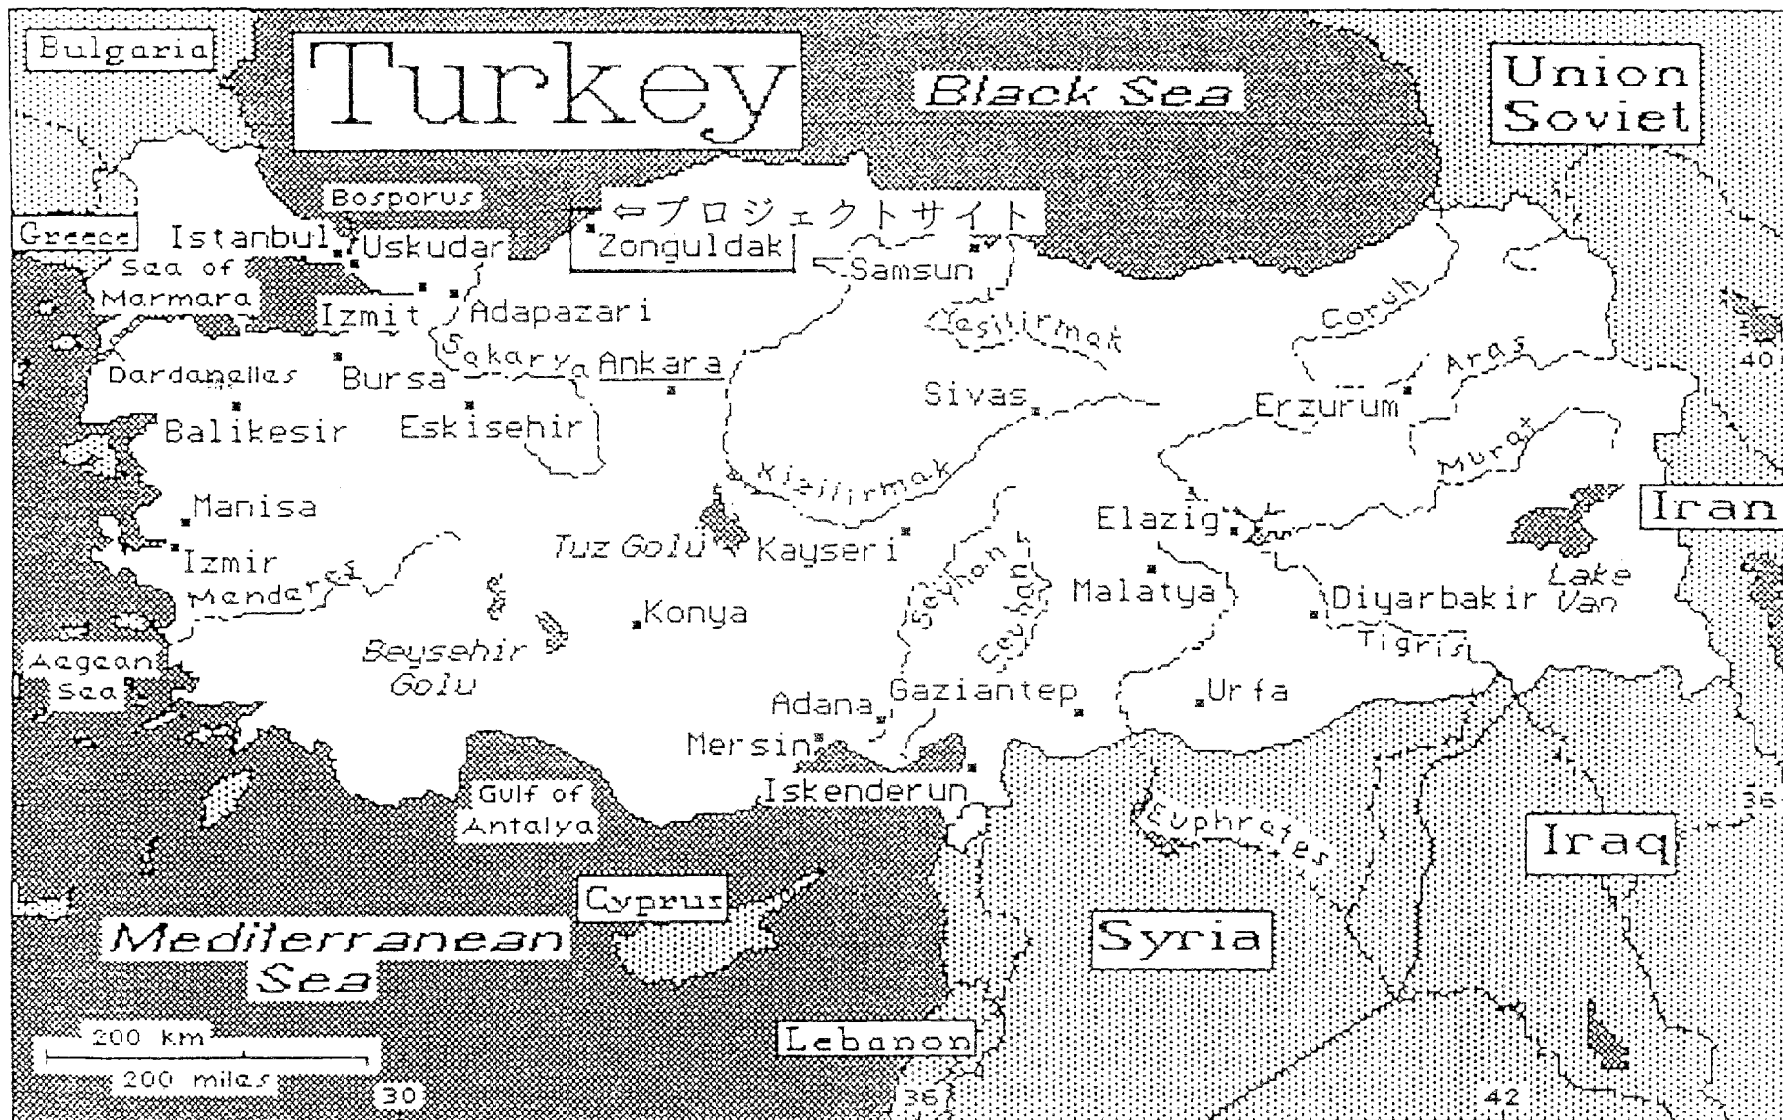 Bulgaria
Turkey
Black Sea
Union
Soviet
Bosporus
⇦プロジェクトサイト
Greece
Istanbul
Uskudar
Zonguldak
Samsun
Sea of
Marmara
Izmit
Adapazari
Yesilirmak
Coruh
Aras
40
Sakarya
Ankara
Dardanelles
Bursa
Sivas
Erzurum
Balikesir
Eskisehir
Murat
Kizilirmak
Manisa
Iran
Elazig
Tuz Golu
Kayseri
Izmir
Menderes
Seyhan
Ceyhan
Malatya
Lake
Van
Diyarbakir
Konya
Tigris
Beysehir
Golu
Aegean
Sea
Adana
Gaziantep
Urfa
Mersin
Iskenderun
Gulf of
Antalya
36
Euphrates
Iraq
Cyprus
Syria
Mediterranean
Sea
Lebanon
200 km
200 miles
30
36
42